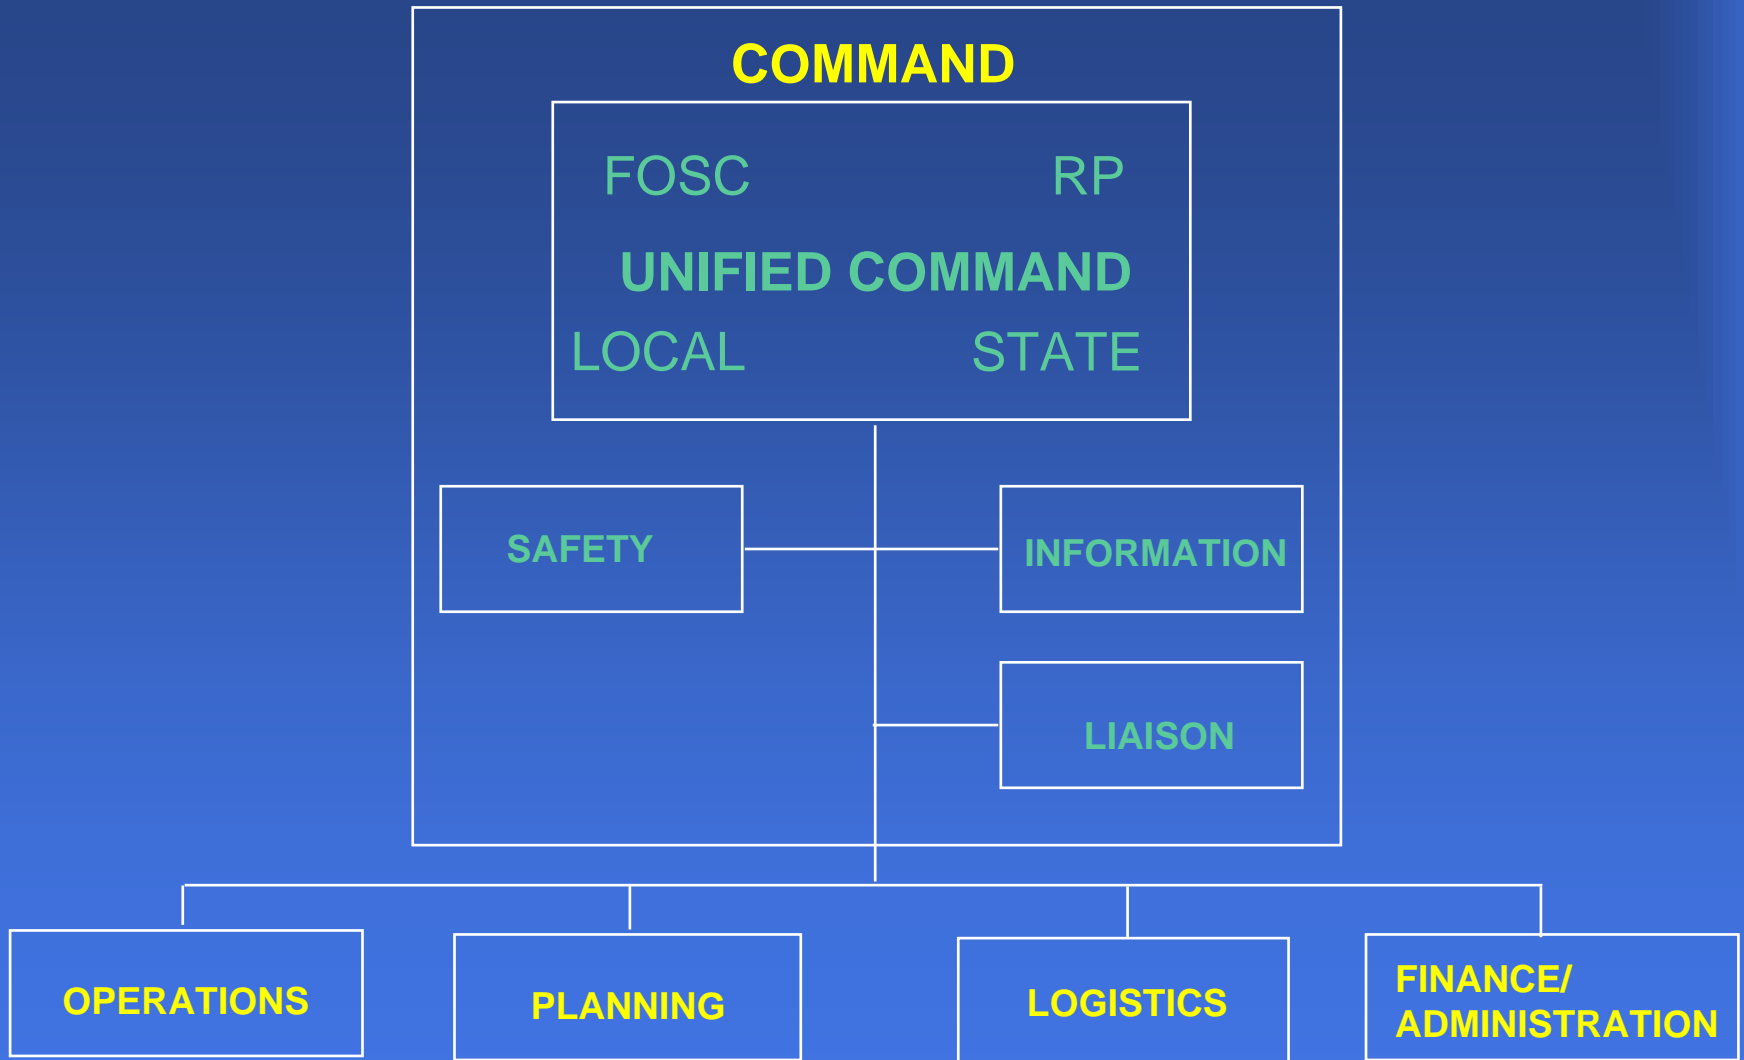 COMMAND
FOSC RP
UNIFIED COMMAND
LOCAL STATE
SAFETY
INFORMATION
LIAISON
OPERATIONS
PLANNING
LOGISTICS
FINANCE/
ADMINISTRATION